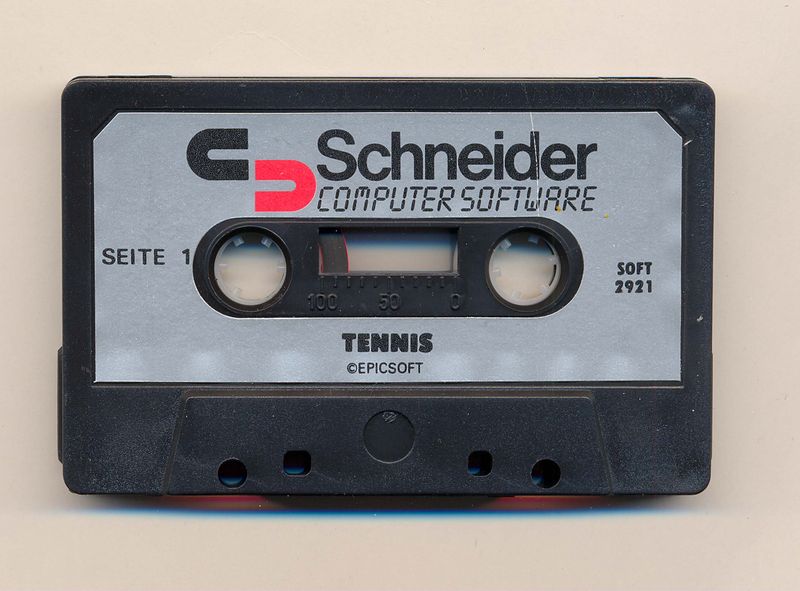 Schneider
COMPUTER SOFTWARE
SEITE 1
SOFT
2921
100 50 0
TENNIS
©EPICSOFT